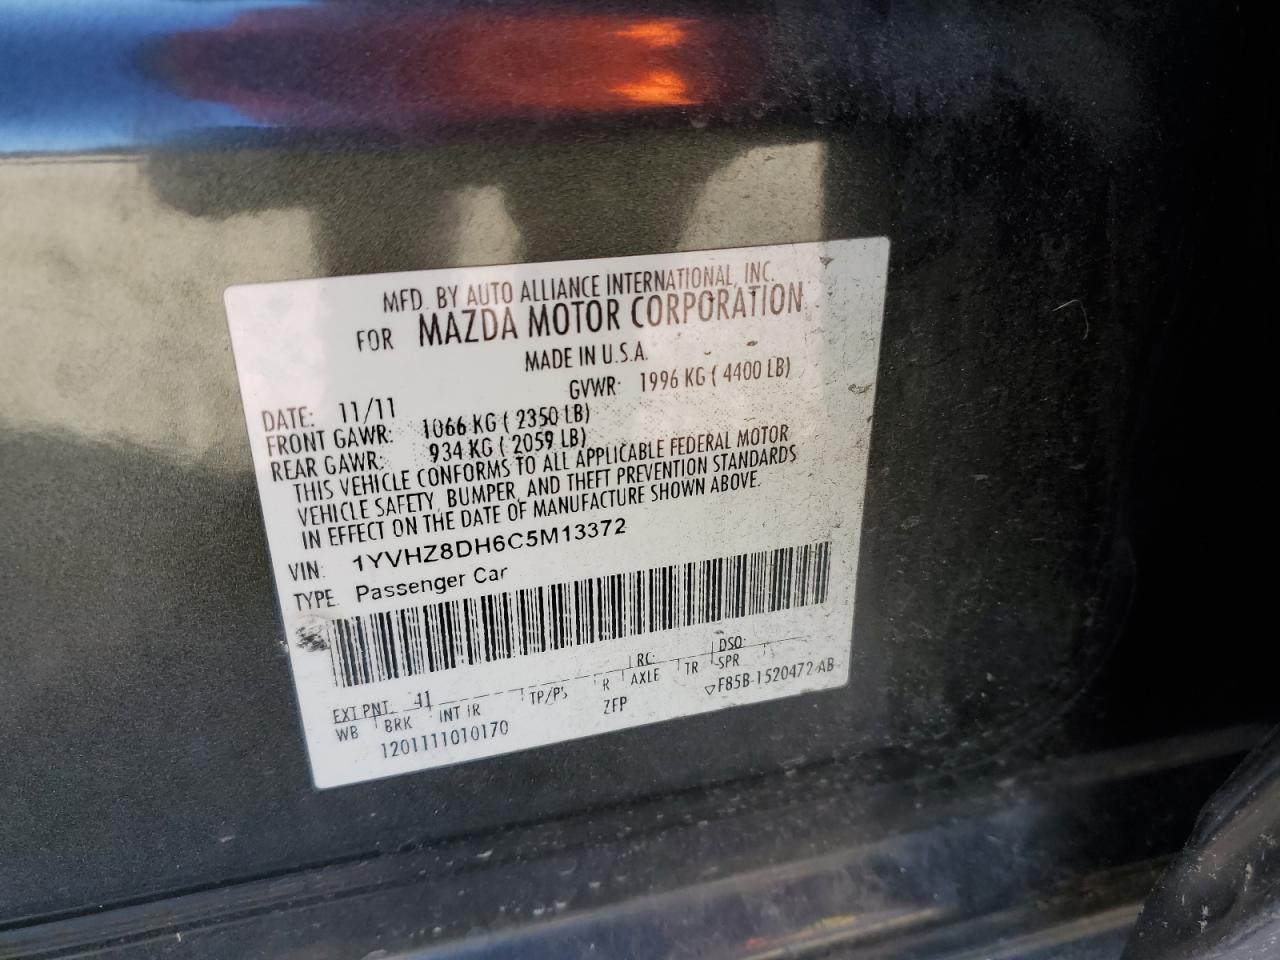 MFD. BY AUTO ALLIANCE INTERNATIONAL, INC.
FOR MAZDA MOTOR CORPORATION
MADE IN U.S.A.
DATE: 11/11 GVWR: 1996 KG ( 4400 LB)
FRONT GAWR: 1066 KG ( 2350 LB)
REAR GAWR: 934 KG ( 2059 LB)
THIS VEHICLE CONFORMS TO ALL APPLICABLE FEDERAL MOTOR
VEHICLE SAFETY, BUMPER, AND THEFT PREVENTION STANDARDS
IN EFFECT ON THE DATE OF MANUFACTURE SHOWN ABOVE.
VIN: 1YVHZ8DH6C5M13372
TYPE: Passenger Car
EXT PNT: 41 RC: DSO:
WB BRK INT TR TP/PS R AXLE TR SPR
ZFP ▽F85B-1520472-AB
1201111010170